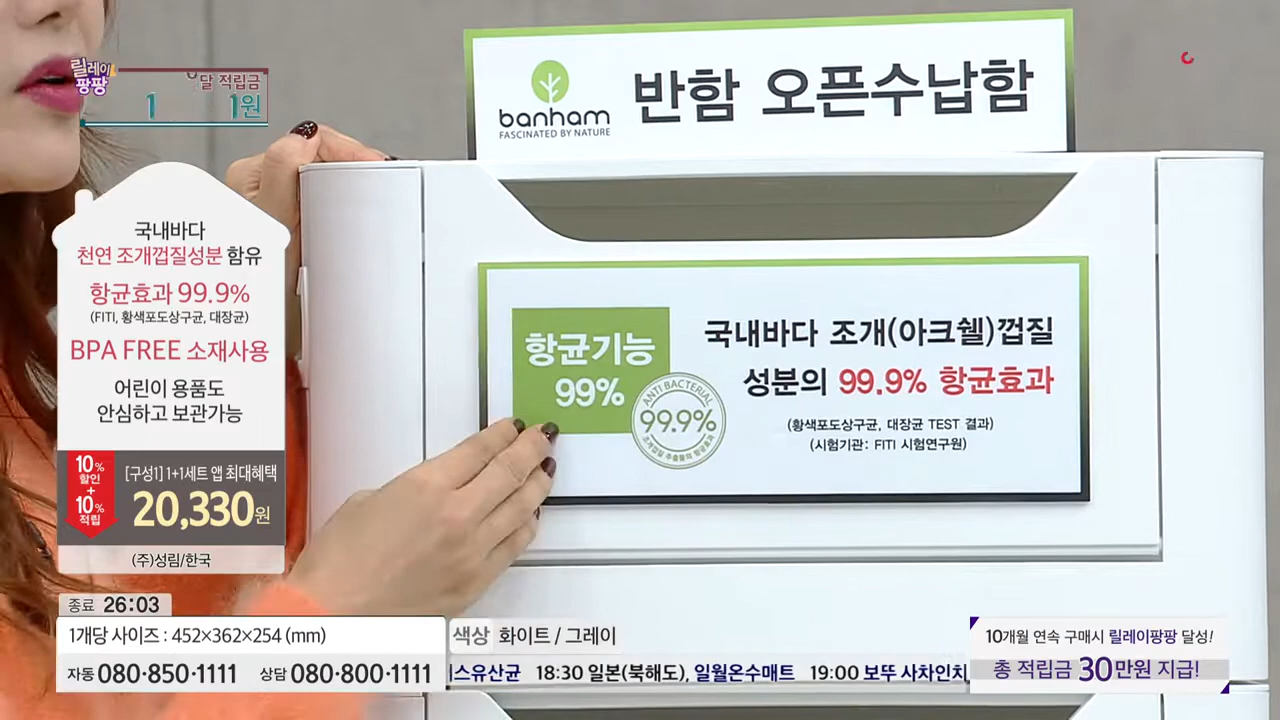 릴레이
팡팡
달 적립금
1 1원
banham
FASCINATED BY NATURE
반함 오픈수납함
국내바다
천연 조개껍질성분 함유
항균효과 99.9%
(FITI, 황색포도상구균, 대장균)
BPA FREE 소재사용
어린이 용품도
안심하고 보관가능
10%
할인
+
10%
적립
[구성1] 1+1세트 앱 최대혜택
20,330원
(주)성림/한국
항균기능
99%
ANTI BACTERIAL
99.9%
조개껍질 추출물의 항균효과
국내바다 조개(아크쉘)껍질
성분의 99.9% 항균효과
(황색포도상구균, 대장균 TEST 결과)
(시험기관: FITI 시험연구원)
종료 26:03
1개당 사이즈 : 452×362×254 (mm)
색상 화이트 / 그레이
자동 080·850·1111 상담 080·800·1111
스유산균 18:30 일본(북해도), 일월온수매트 19:00 보뚜 사차인치
10개월 연속 구매시 릴레이팡팡 달성!
총 적립금 30만원 지급!